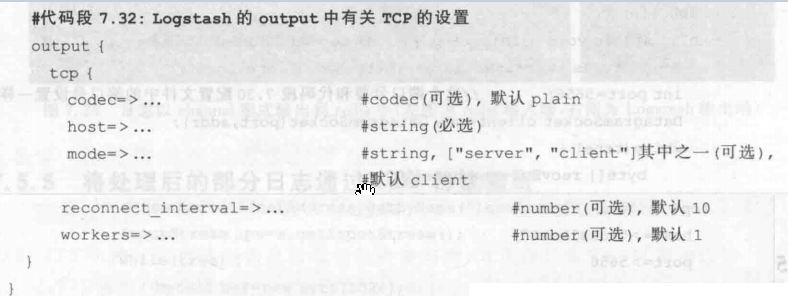 #代码段 7.32: Logstash 的 output 中有关 TCP 的设置
output {
tcp {
codec=>... #codec(可选), 默认 plain
host=>... #string(必选)
mode=>... #string, ["server", "client"]其中之一(可选),
#默认 client
reconnect_interval=>... #number(可选), 默认 10
workers=>... #number(可选), 默认 1
}
}